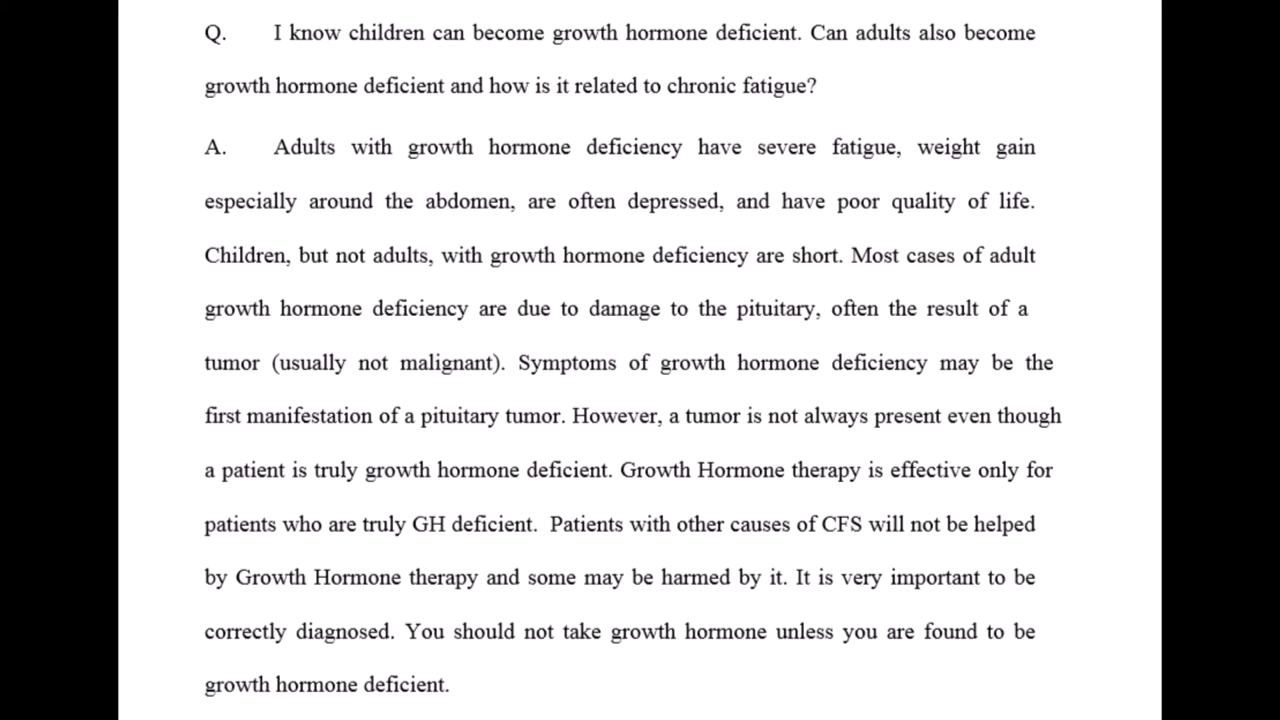 Q. I know children can become growth hormone deficient. Can adults also become
growth hormone deficient and how is it related to chronic fatigue?
A. Adults with growth hormone deficiency have severe fatigue, weight gain
especially around the abdomen, are often depressed, and have poor quality of life.
Children, but not adults, with growth hormone deficiency are short. Most cases of adult
growth hormone deficiency are due to damage to the pituitary, often the result of a
tumor (usually not malignant). Symptoms of growth hormone deficiency may be the
first manifestation of a pituitary tumor. However, a tumor is not always present even though
a patient is truly growth hormone deficient. Growth Hormone therapy is effective only for
patients who are truly GH deficient.  Patients with other causes of CFS will not be helped
by Growth Hormone therapy and some may be harmed by it. It is very important to be
correctly diagnosed. You should not take growth hormone unless you are found to be
growth hormone deficient.